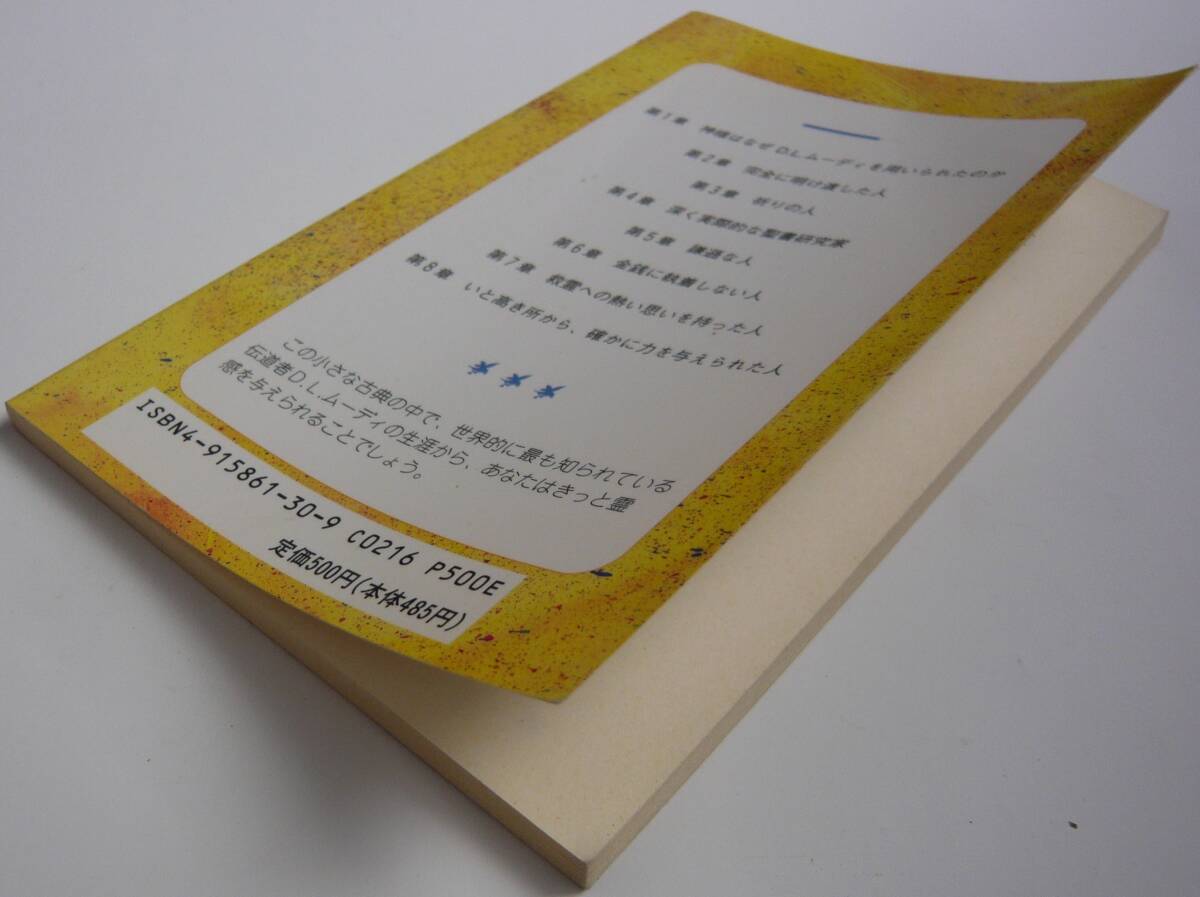 第1章 神様はなぜD.L.ムーディを用いられたのか
第2章 完全に明け渡した人
第3章 祈りの人
第4章 深く実際的な聖書研究家
第5章 謙遜な人
第6章 金銭に執着しない人
第7章 救霊への熱い思いを持った人
第8章 いと高き所から、確かに力を与えられた人
この小さな古典の中で、世界的に最も知られている
伝道者D.L.ムーディの生涯から、あなたはきっと霊
感を与えられることでしょう。
ISBN4-915861-30-9 C0216 P500E
定価500円(本体485円)